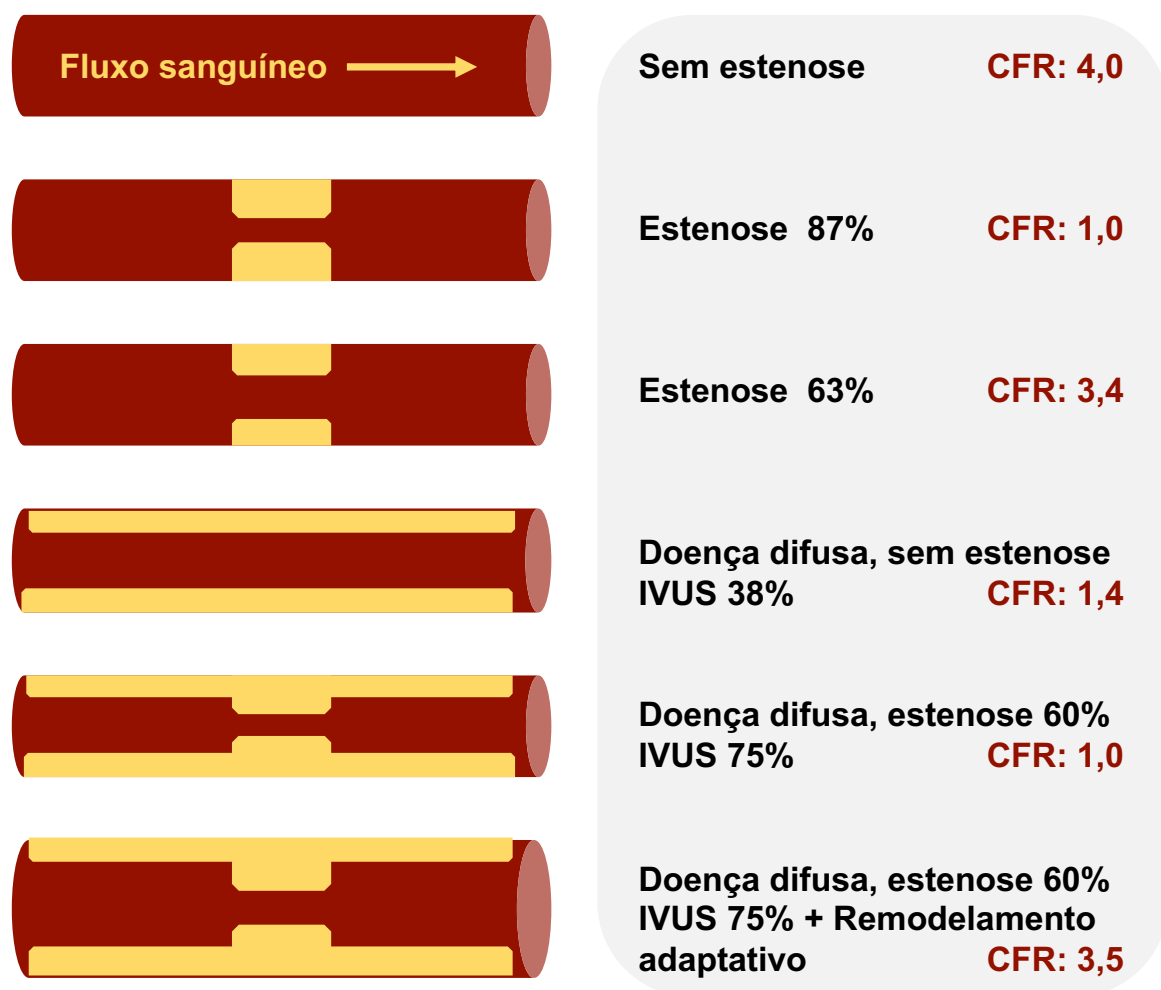 Fluxo sanguíneo
Sem estenose CFR: 4,0
Estenose 87% CFR: 1,0
Estenose 63% CFR: 3,4
Doença difusa, sem estenose
IVUS 38% CFR: 1,4
Doença difusa, estenose 60%
IVUS 75% CFR: 1,0
Doença difusa, estenose 60%
IVUS 75% + Remodelamento
adaptativo CFR: 3,5